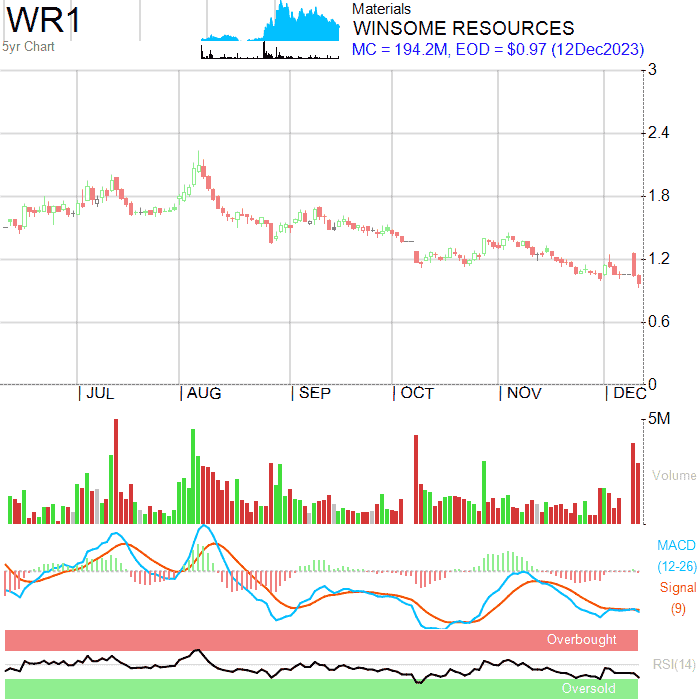 WR1
5yr Chart
Materials
WINSOME RESOURCES
MC = 194.2M, EOD = $0.97 (12Dec2023)
3
2.4
1.8
1.2
0.6
0
JUL
AUG
SEP
OCT
NOV
DEC
5M
Volume
MACD
(12-26)
Signal
(9)
Overbought
RSI(14)
Oversold